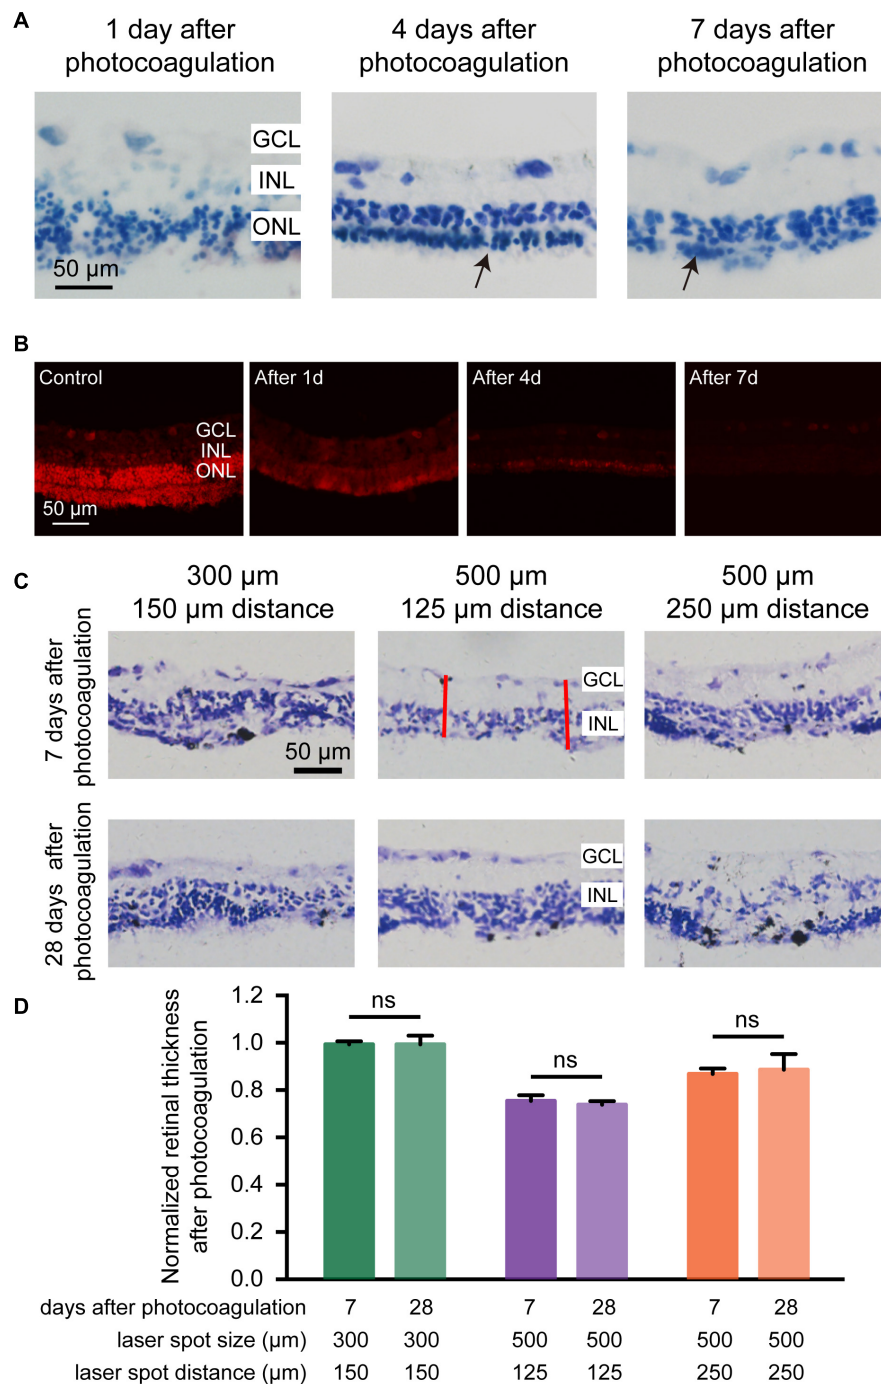 A
1 day after
photocoagulation
4 days after
photocoagulation
7 days after
photocoagulation
GCL
INL
ONL
50 µm
B
Control
After 1d
After 4d
After 7d
GCL
INL
ONL
50 µm
C
300 µm
150 µm distance
500 µm
125 µm distance
500 µm
250 µm distance
7 days after
photocoagulation
50 µm
GCL
INL
28 days after
photocoagulation
GCL
INL
D
Normalized retinal thickness
after photocoagulation
1.2
1.0
0.8
0.6
0.4
0.2
0.0
ns
ns
ns
days after photocoagulation 7 28 7 28 7 28
laser spot size (µm) 300 300 500 500 500 500
laser spot distance (µm) 150 150 125 125 250 250